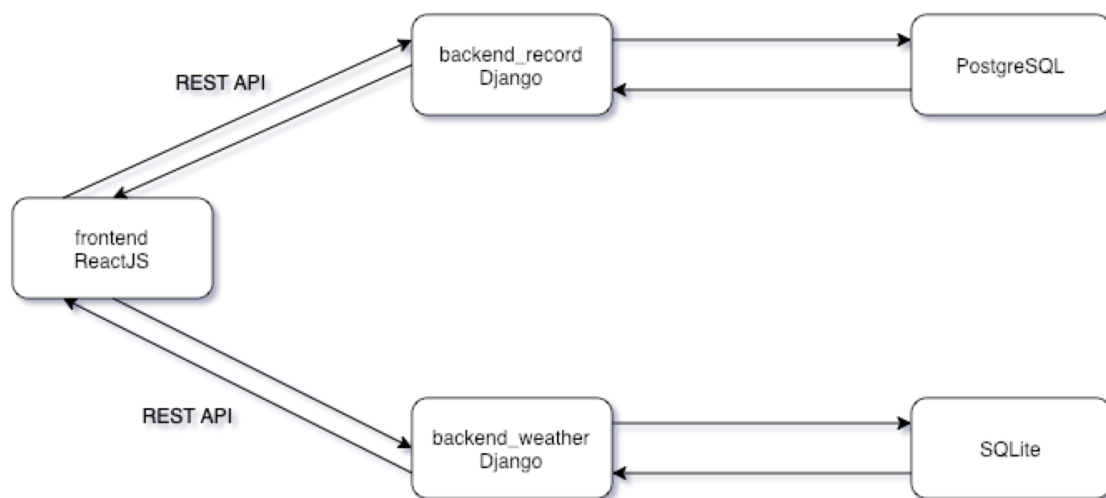 backend_record
Django
PostgreSQL
REST API
frontend
ReactJS
REST API
backend_weather
Django
SQLite